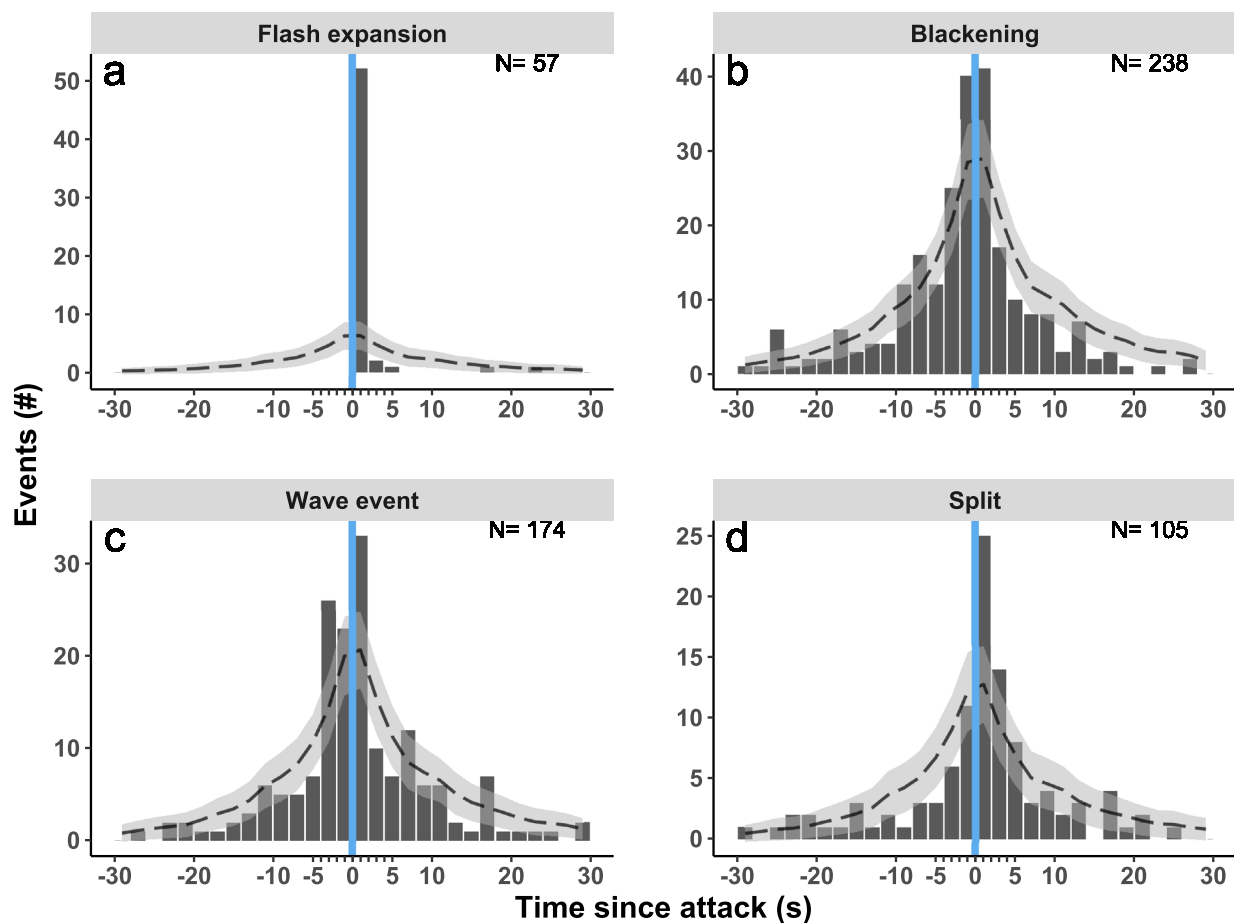 Flash expansion
a
N= 57
50
40
30
20
10
0
-30 -20 -10 -5 0 5 10 20 30
Blackening
b
N= 238
40
30
20
10
0
-30 -20 -10 -5 0 5 10 20 30
Events (#)
Wave event
c
N= 174
30
20
10
0
-30 -20 -10 -5 0 5 10 20 30
Split
d
N= 105
25
20
15
10
5
0
-30 -20 -10 -5 0 5 10 20 30
Time since attack (s)